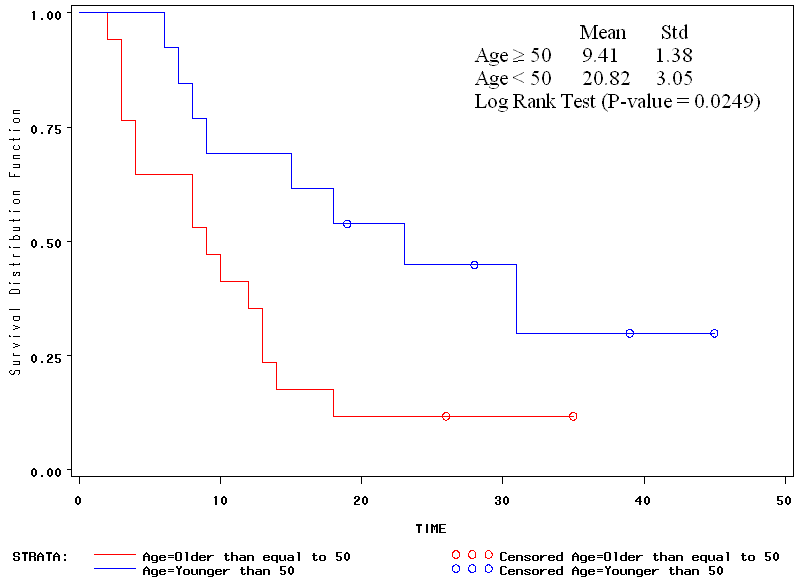 Mean Std
Age ≥ 50 9.41 1.38
Age < 50 20.82 3.05
Log Rank Test (P-value = 0.0249)
1.00
0.75
0.50
0.25
0.00
Survival Distribution Function
0 10 20 30 40 50
TIME
STRATA: Age=Older than equal to 50 Censored Age=Older than equal to 50
Age=Younger than 50 Censored Age=Younger than 50